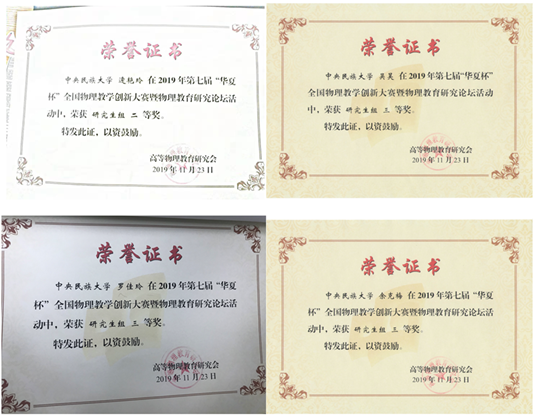 荣誉证书
中央民族大学 逄艳玲 在2019年第七届“华夏
杯”全国物理教学创新大赛暨物理教育研究论坛活
动中，荣获 研究生组 二 等奖。
特发此证，以资鼓励。
高等物理教育研究会
2019年11月23日
荣誉证书
中央民族大学 吴昊 在2019年第七届“华夏杯”
全国物理教学创新大赛暨物理教育研究论坛活动
中，荣获 研究生组 三 等奖。
特发此证，以资鼓励。
高等物理教育研究会
2019年11月23日
荣誉证书
中央民族大学 罗佳玲 在2019年第七届“华夏
杯”全国物理教学创新大赛暨物理教育研究论坛活
动中，荣获 研究生组 三 等奖。
特发此证，以资鼓励。
高等物理教育研究会
2019年11月23日
荣誉证书
中央民族大学 余克梅 在2019年第七届“华夏
杯”全国物理教学创新大赛暨物理教育研究论坛活
动中，荣获 研究生组 三 等奖。
特发此证，以资鼓励。
高等物理教育研究会
2019年11月23日